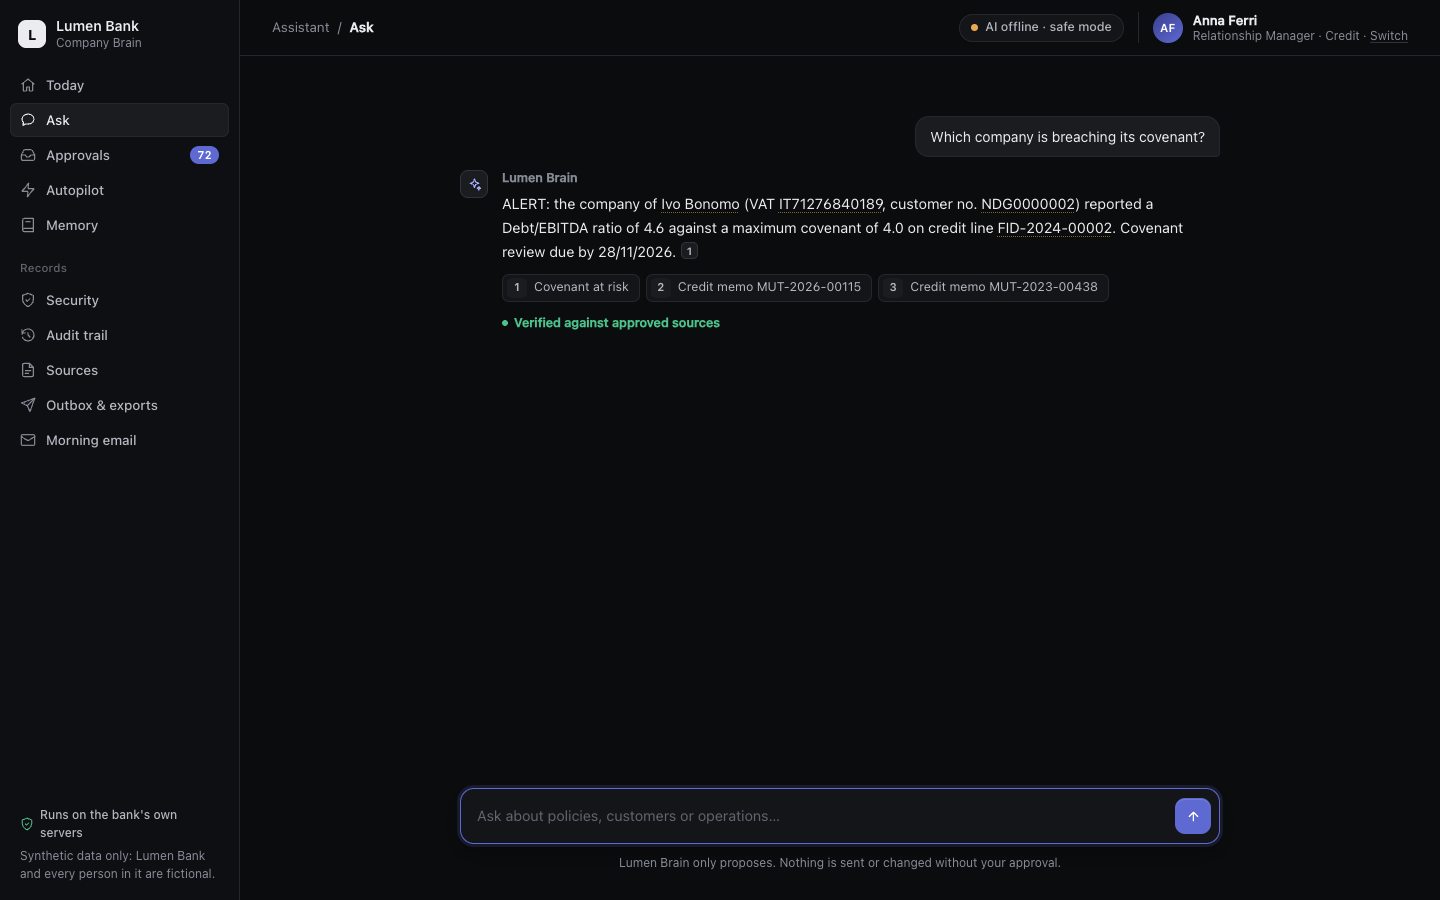 L
Lumen Bank
Company Brain
Today
Ask
Approvals 72
Autopilot
Memory
Records
Security
Audit trail
Sources
Outbox & exports
Morning email
Runs on the bank's own
servers
Synthetic data only: Lumen Bank
and every person in it are fictional.
Assistant / Ask
AI offline · safe mode
AF
Anna Ferri
Relationship Manager · Credit · Switch
Which company is breaching its covenant?
Lumen Brain
ALERT: the company of Ivo Bonomo (VAT IT71276840189, customer no. NDG0000002) reported a
Debt/EBITDA ratio of 4.6 against a maximum covenant of 4.0 on credit line FID-2024-00002. Covenant
review due by 28/11/2026. 1
1 Covenant at risk 2 Credit memo MUT-2026-00115 3 Credit memo MUT-2023-00438
Verified against approved sources
Ask about policies, customers or operations...
Lumen Brain only proposes. Nothing is sent or changed without your approval.